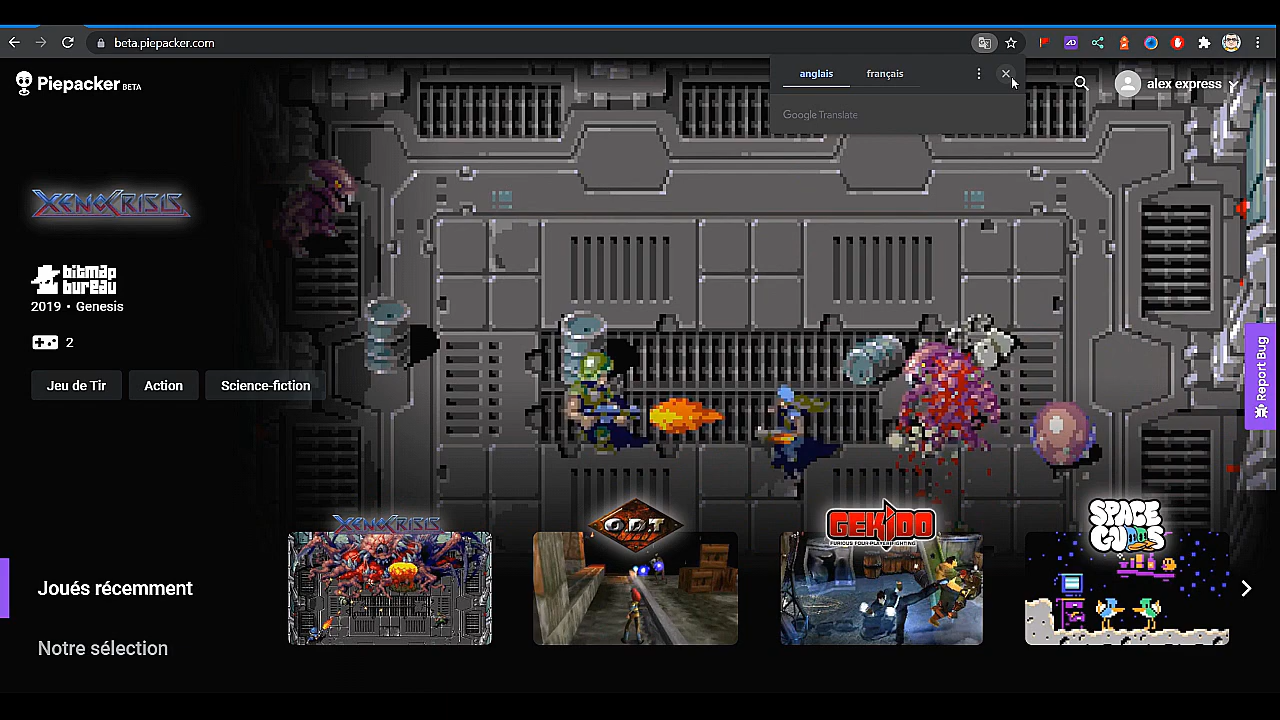 beta.piepacker.com
anglais français
Google Translate
Piepacker BETA
alex express
XENOCRISIS
bitmap
bureau
2019 • Genesis
2
Jeu de Tir Action Science-fiction
Report Bug
XENOCRISIS
O.D.T
GEKIDO
FURIOUS FOUR-PLAYER FIGHTING
SPACE
GULLS
Joués récemment
Notre sélection